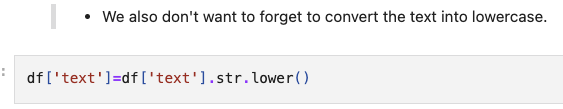 • We also don't want to forget to convert the text into lowercase.
:
df['text']=df['text'].str.lower()